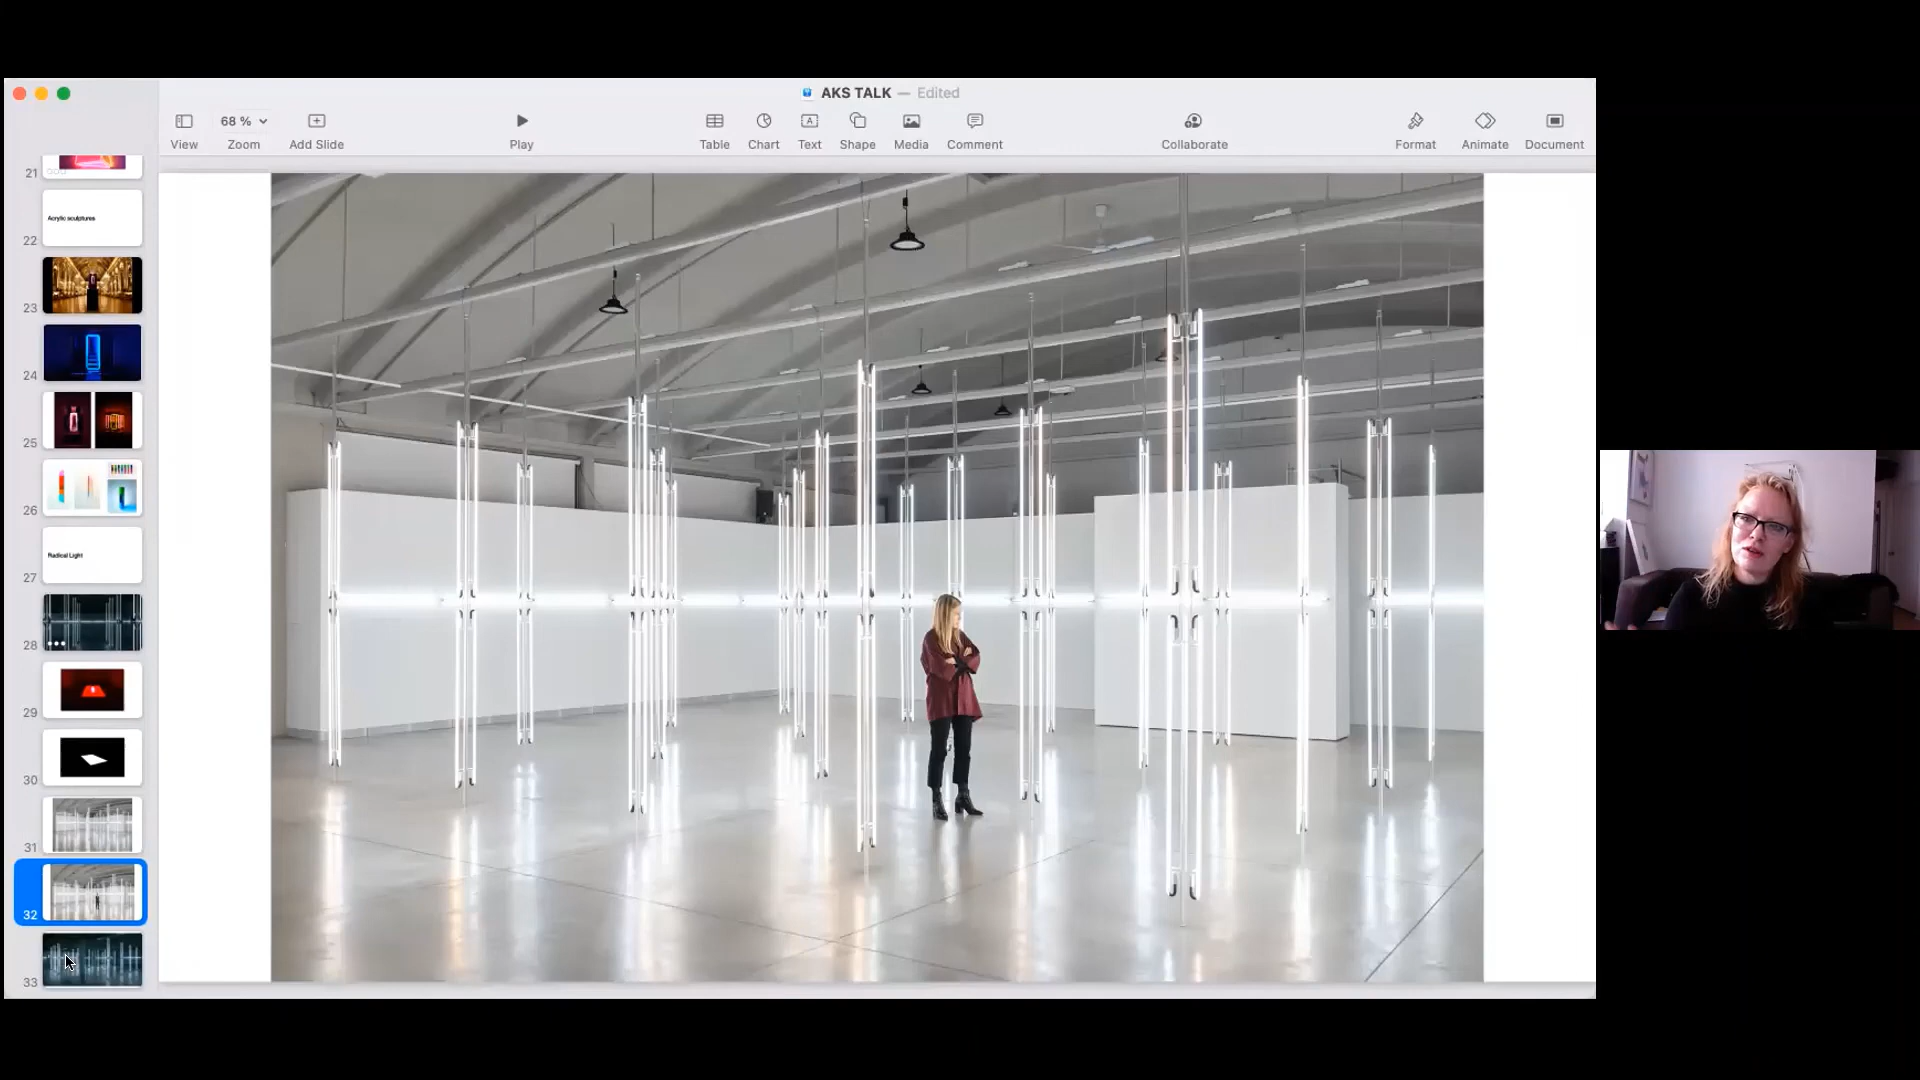 AKS TALK — Edited
68 %
View
Zoom
Add Slide
Play
Table
Chart
Text
Shape
Media
Comment
Collaborate
Format
Animate
Document
21
Acrylic sculptures
22
23
24
25
26
Radical Light
27
28
29
30
31
32
33